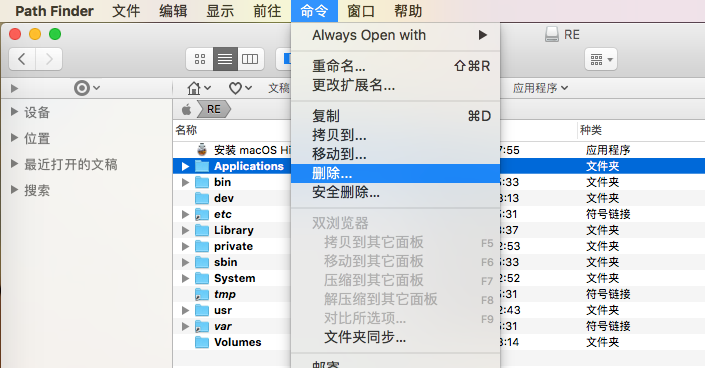 Path Finder 文件 编辑 显示 前往 命令 窗口 帮助
RE
Always Open with
重命名... ⇧⌘R
更改扩展名...
复制 ⌘D
拷贝到...
移动到...
删除...
安全删除...
双浏览器
拷贝到其它面板 F5
移动到其它面板 F6
压缩到其它面板 F7
解压缩到其它面板 F8
对比所选项... F9
文件夹同步...
邮寄
文稿
应用程序
设备
位置
最近打开的文稿
搜索
RE
名称 种类
安装 macOS Hi 7:55 应用程序
Applications 文件夹
bin 5:33 文件夹
dev 3:13 文件夹
etc 5:31 符号链接
Library 3:37 文件夹
private 2:53 文件夹
sbin 5:33 文件夹
System 2:52 文件夹
tmp 5:31 符号链接
usr 2:43 文件夹
var 5:31 符号链接
Volumes 3:14 文件夹